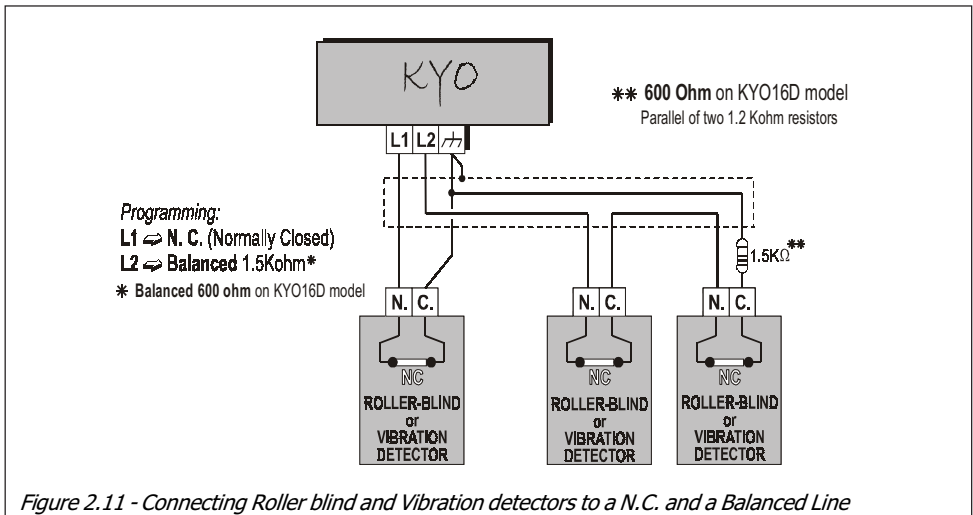 KYO
** 600 Ohm on KYO16D model
Parallel of two 1.2 Kohm resistors
L1 L2
Programming:
L1 ⇨ N. C. (Normally Closed)
L2 ⇨ Balanced 1.5Kohm*
* Balanced 600 ohm on KYO16D model
1.5KΩ**
N. C.
N. C.
N. C.
NC
NC
NC
ROLLER-BLIND
or
VIBRATION
DETECTOR
ROLLER-BLIND
or
VIBRATION
DETECTOR
ROLLER-BLIND
or
VIBRATION
DETECTOR
Figure 2.11 - Connecting Roller blind and Vibration detectors to a N.C. and a Balanced Line